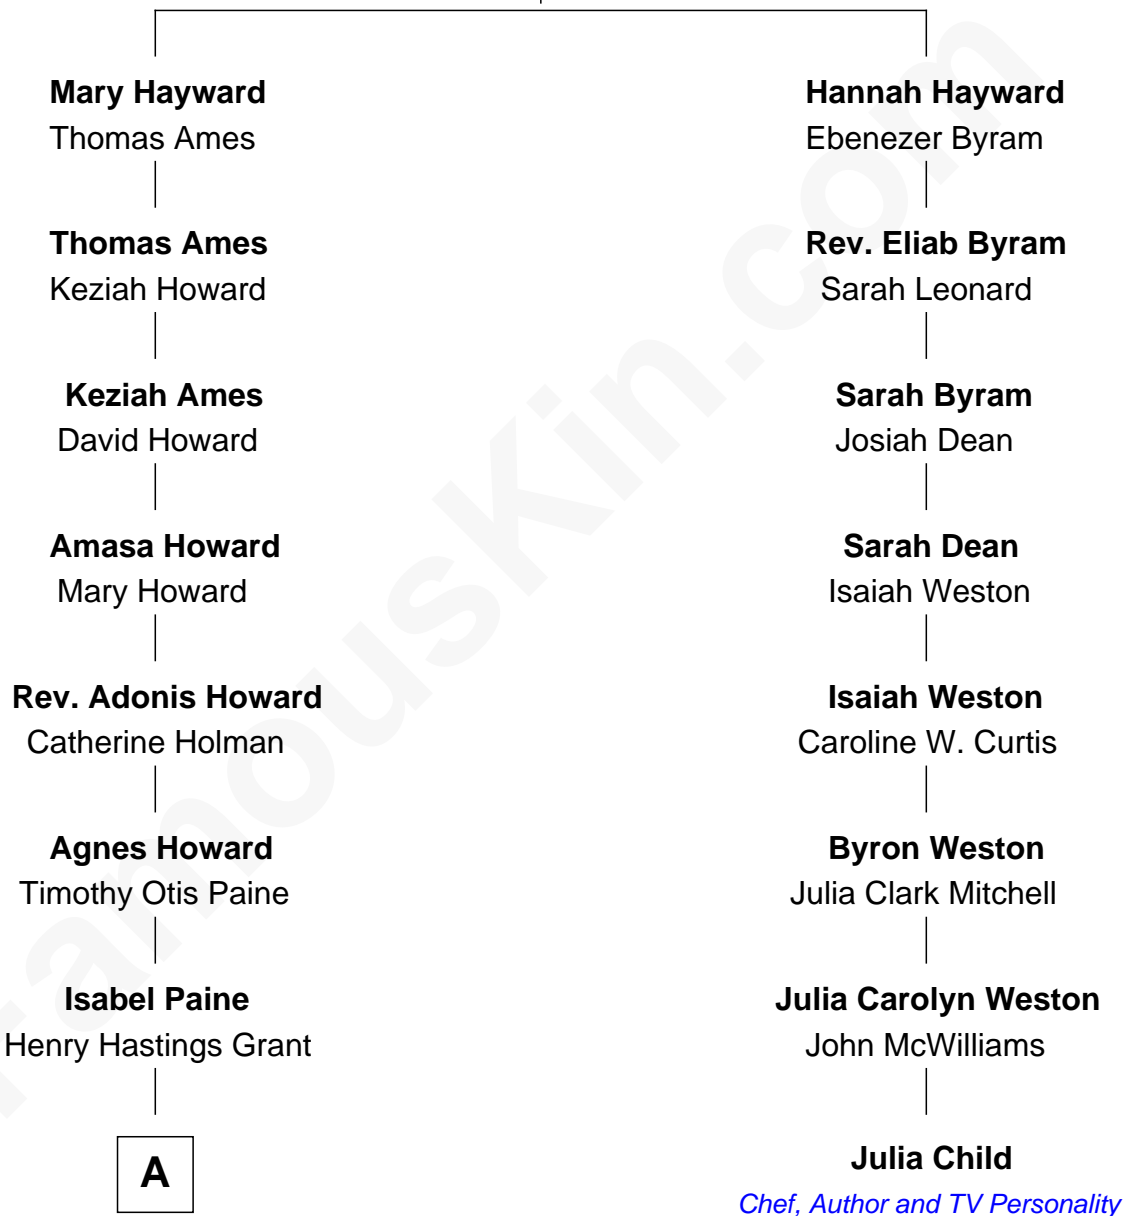 Mary Hayward
Thomas Ames
Thomas Ames
Keziah Howard
Keziah Ames
David Howard
Amasa Howard
Mary Howard
Rev. Adonis Howard
Catherine Holman
Agnes Howard
Timothy Otis Paine
Isabel Paine
Henry Hastings Grant
A
Hannah Hayward
Ebenezer Byram
Rev. Eliab Byram
Sarah Leonard
Sarah Byram
Josiah Dean
Sarah Dean
Isaiah Weston
Isaiah Weston
Caroline W. Curtis
Byron Weston
Julia Clark Mitchell
Julia Carolyn Weston
John McWilliams
Julia Child
Chef, Author and TV Personality
FamousKin.com